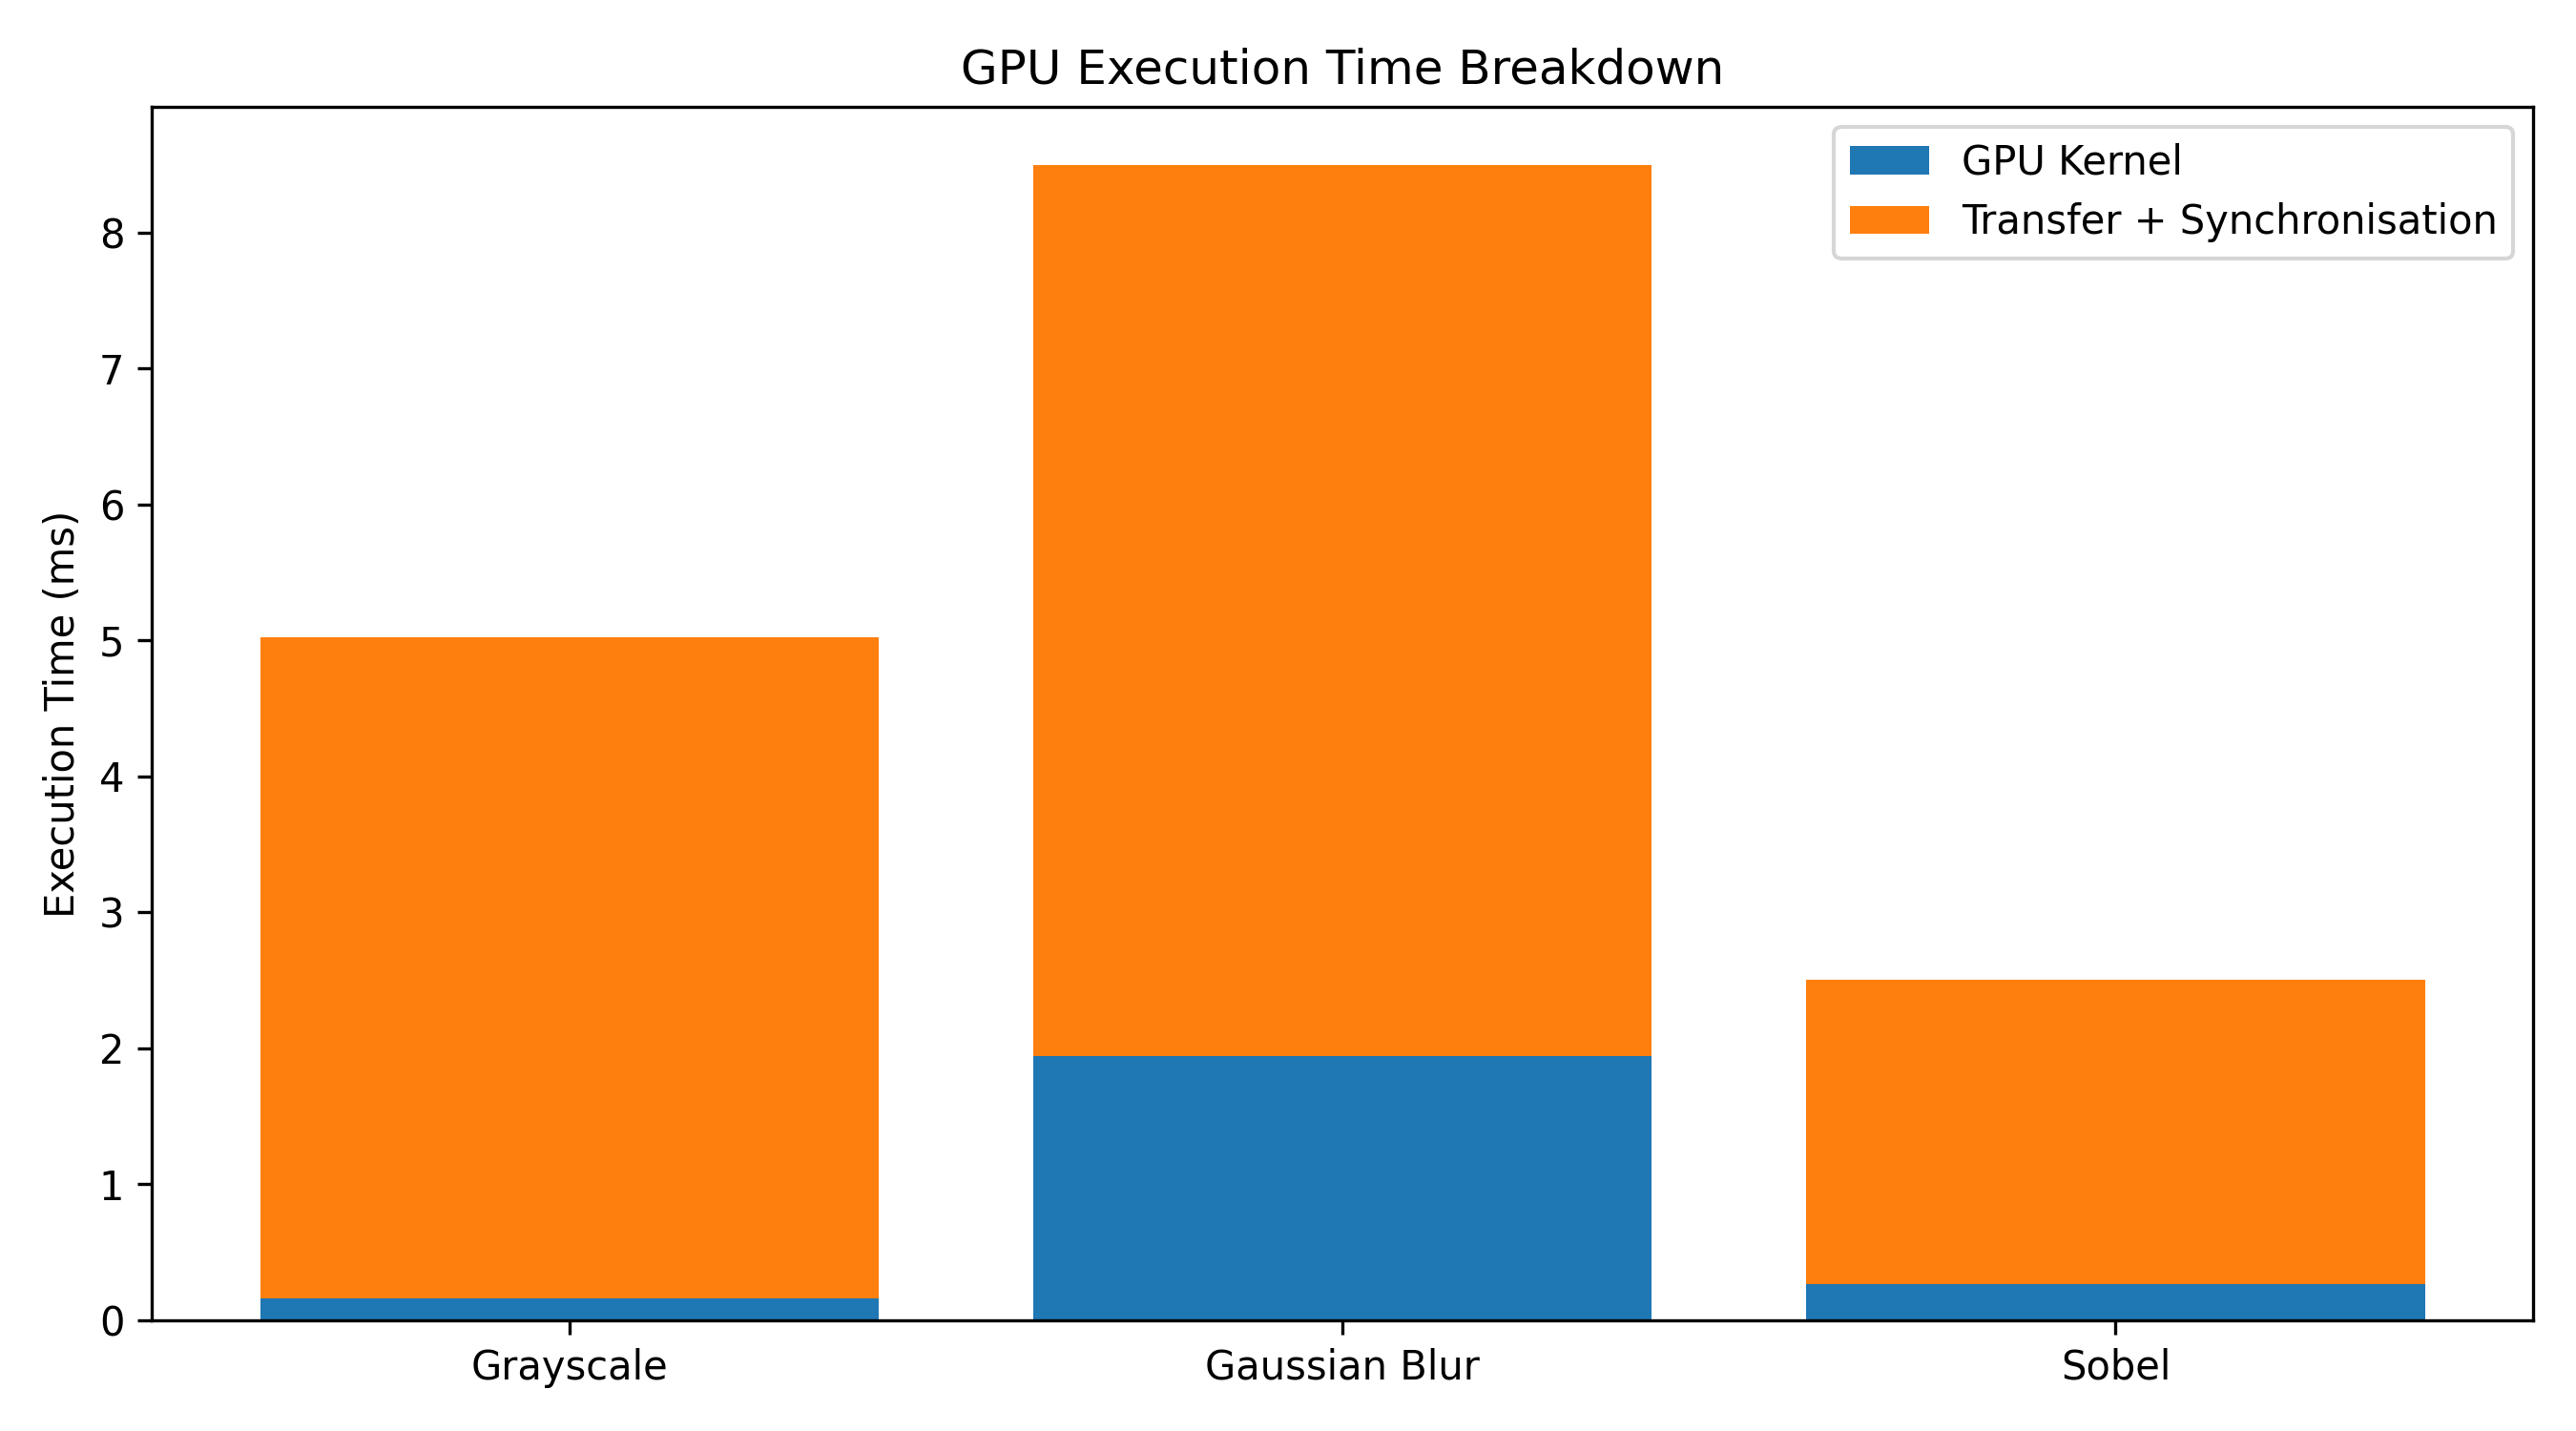 GPU Execution Time Breakdown
GPU Kernel
Transfer + Synchronisation
Execution Time (ms)
8
7
6
5
4
3
2
1
0
Grayscale
Gaussian Blur
Sobel